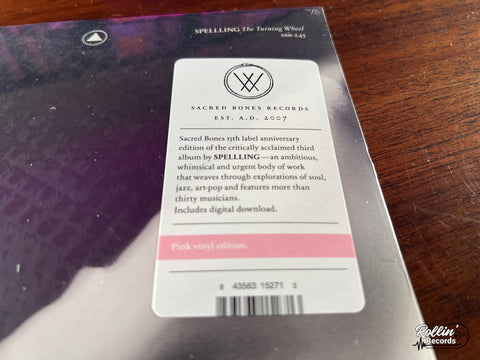 SPELLLING The Turning Wheel
SBR-245
SACRED BONES RECORDS
EST. A.D. 2007
Sacred Bones 15th label anniversary
edition of the critically acclaimed third
album by SPELLLING—an ambitious,
whimsical and urgent body of work
that weaves through explorations of soul,
jazz, art-pop and features more than
thirty musicians.
Includes digital download.
Pink vinyl edition.
8 43563 15271 3
Rollin'
Records